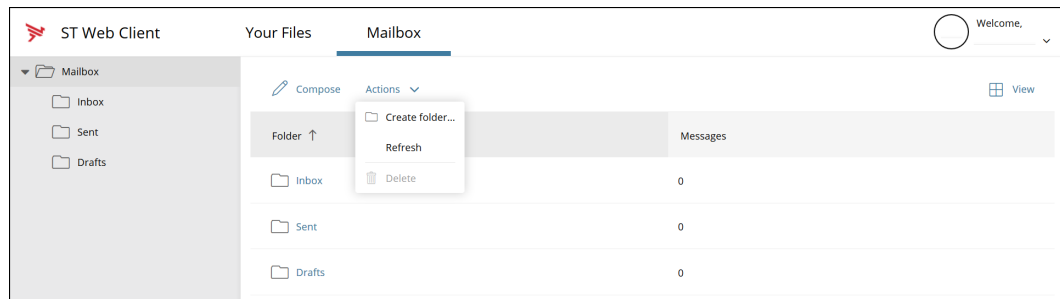 ST Web Client
Your Files
Mailbox
Welcome,
Mailbox
Inbox
Sent
Drafts
Compose
Actions
View
Create folder...
Refresh
Delete
Folder ↑
Messages
Inbox 0
Sent 0
Drafts 0